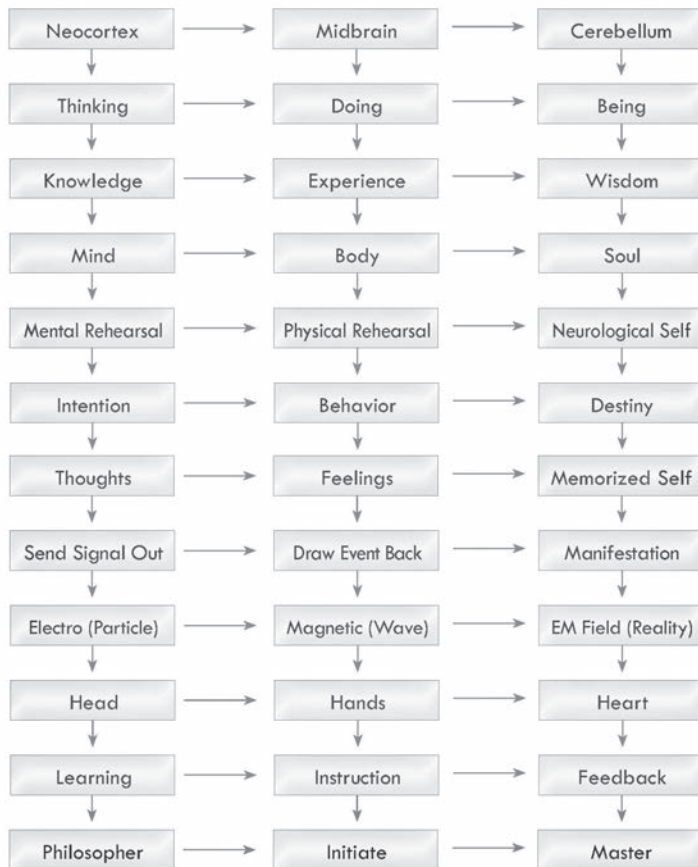 Neocortex Midbrain Cerebellum
Thinking Doing Being
Knowledge Experience Wisdom
Mind Body Soul
Mental Rehearsal Physical Rehearsal Neurological Self
Intention Behavior Destiny
Thoughts Feelings Memorized Self
Send Signal Out Draw Event Back Manifestation
Electro (Particle) Magnetic (Wave) EM Field (Reality)
Head Hands Heart
Learning Instruction Feedback
Philosopher Initiate Master